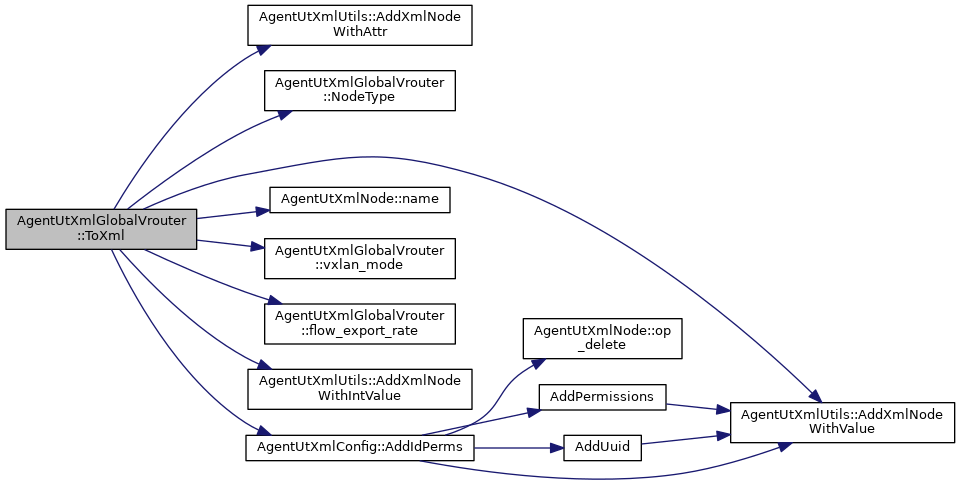 AgentUtXmlGlobalVrouter
::ToXml
AgentUtXmlUtils::AddXmlNode
WithAttr
AgentUtXmlGlobalVrouter
::NodeType
AgentUtXmlNode::name
AgentUtXmlGlobalVrouter
::vxlan_mode
AgentUtXmlGlobalVrouter
::flow_export_rate
AgentUtXmlUtils::AddXmlNode
WithIntValue
AgentUtXmlConfig::AddIdPerms
AgentUtXmlNode::op
_delete
AddPermissions
AddUuid
AgentUtXmlUtils::AddXmlNode
WithValue